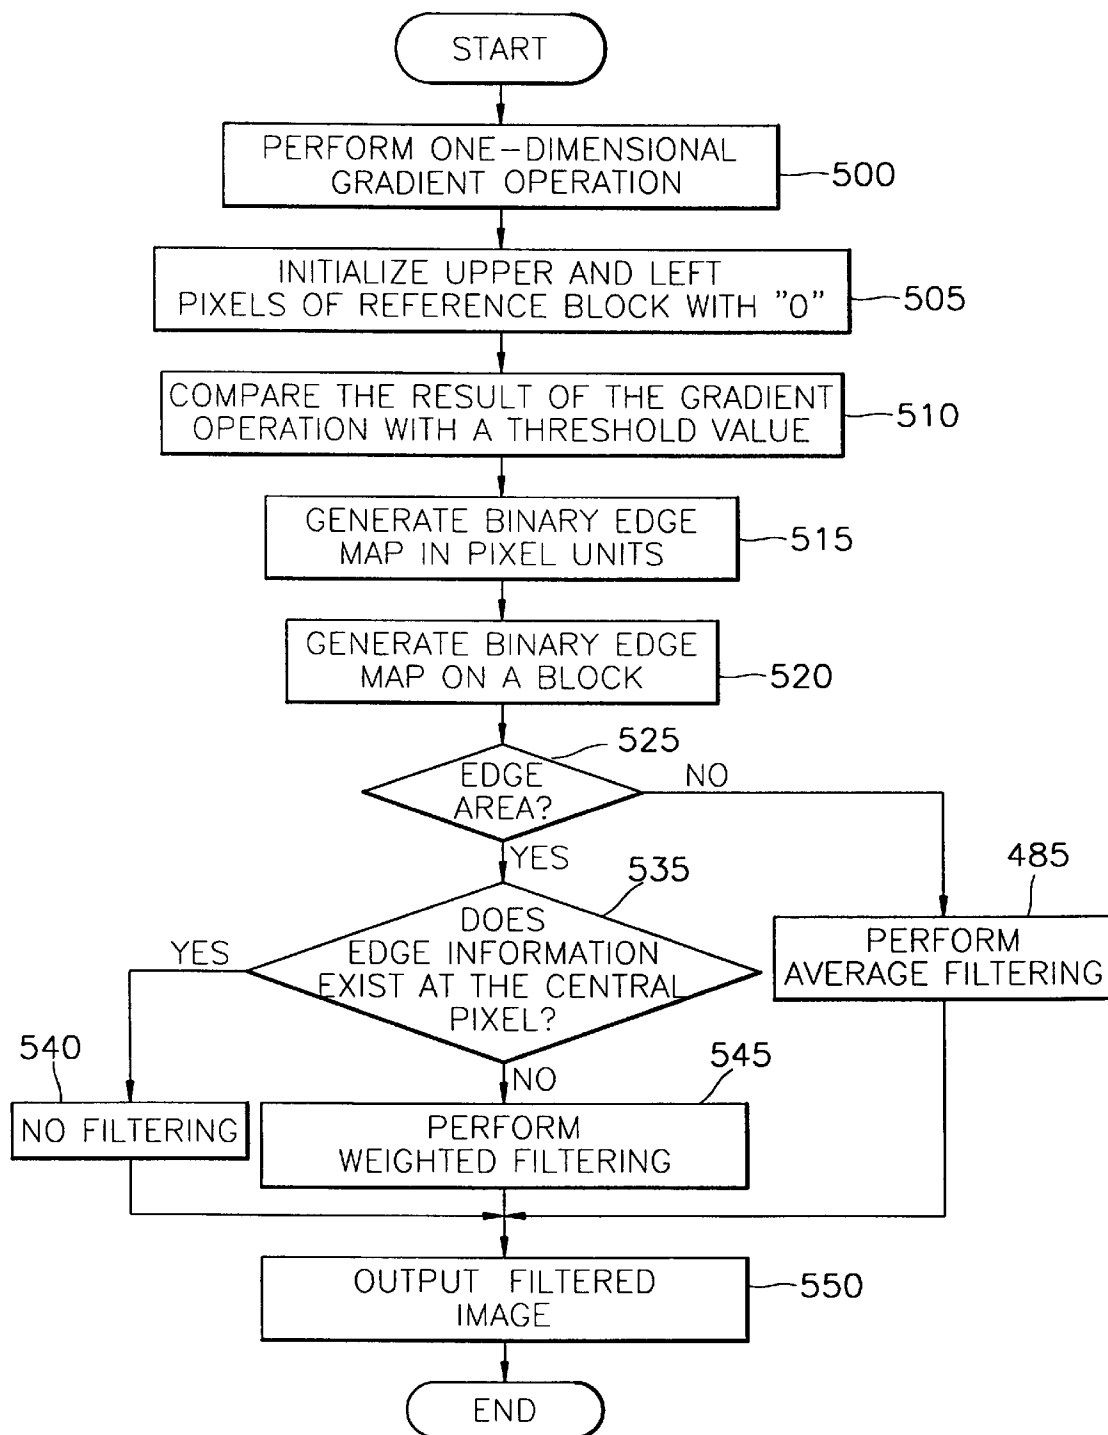 START
PERFORM ONE-DIMENSIONAL
GRADIENT OPERATION
500
INITIALIZE UPPER AND LEFT
PIXELS OF REFERENCE BLOCK WITH "0"
505
COMPARE THE RESULT OF THE GRADIENT
OPERATION WITH A THRESHOLD VALUE
510
GENERATE BINARY EDGE
MAP IN PIXEL UNITS
515
GENERATE BINARY EDGE
MAP ON A BLOCK
520
525
EDGE
AREA?
NO
YES
535
485
DOES
EDGE INFORMATION
EXIST AT THE CENTRAL
PIXEL?
YES
PERFORM
AVERAGE FILTERING
540
NO
545
NO FILTERING
PERFORM
WEIGHTED FILTERING
OUTPUT FILTERED
IMAGE
550
END